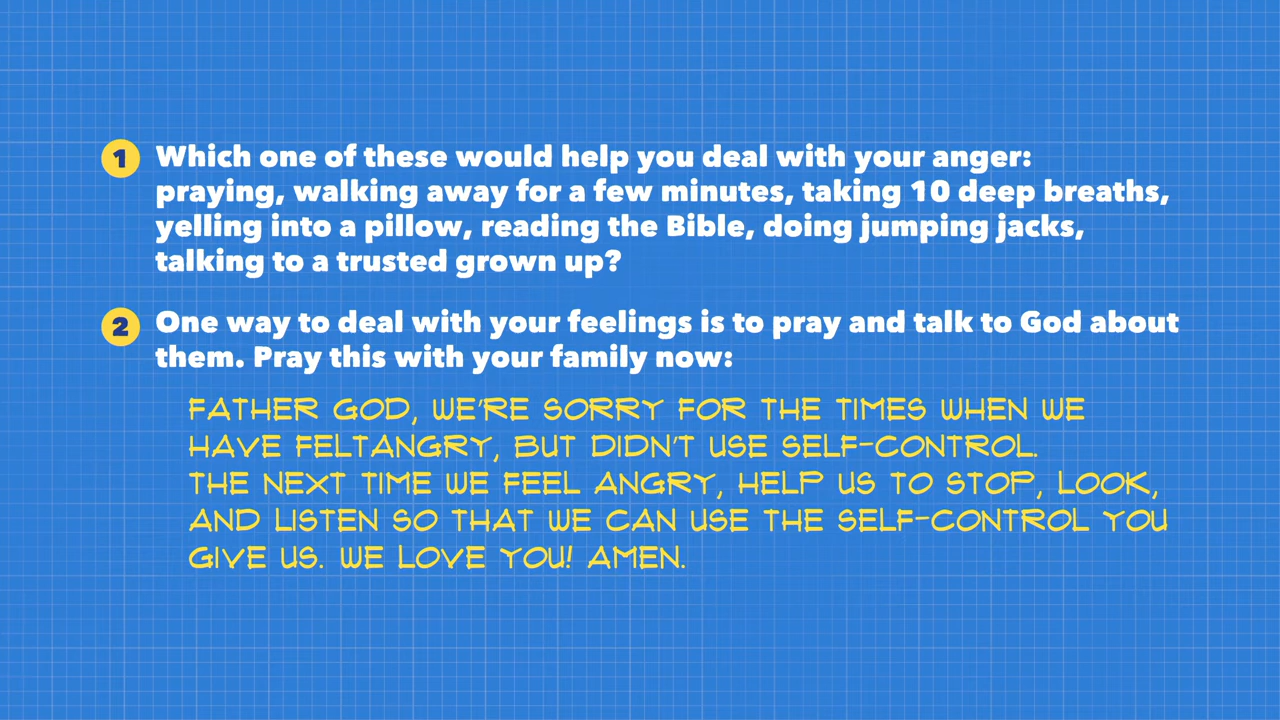 1 Which one of these would help you deal with your anger:
praying, walking away for a few minutes, taking 10 deep breaths,
yelling into a pillow, reading the Bible, doing jumping jacks,
talking to a trusted grown up?
2 One way to deal with your feelings is to pray and talk to God about
them. Pray this with your family now:
FATHER GOD, WE'RE SORRY FOR THE TIMES WHEN WE
HAVE FELTANGRY, BUT DIDN'T USE SELF-CONTROL.
THE NEXT TIME WE FEEL ANGRY, HELP US TO STOP, LOOK,
AND LISTEN SO THAT WE CAN USE THE SELF-CONTROL YOU
GIVE US. WE LOVE YOU! AMEN.